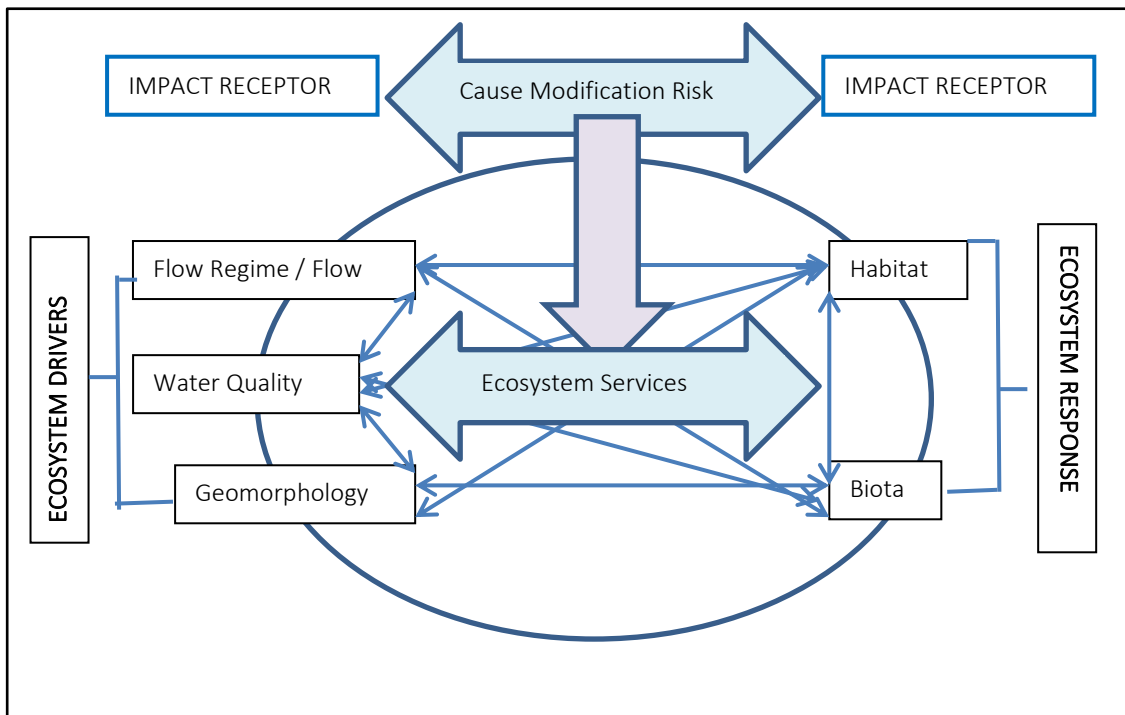 IMPACT RECEPTOR
Cause Modification Risk
IMPACT RECEPTOR
ECOSYSTEM DRIVERS
Flow Regime / Flow
Water Quality
Geomorphology
Ecosystem Services
Habitat
Biota
ECOSYSTEM RESPONSE